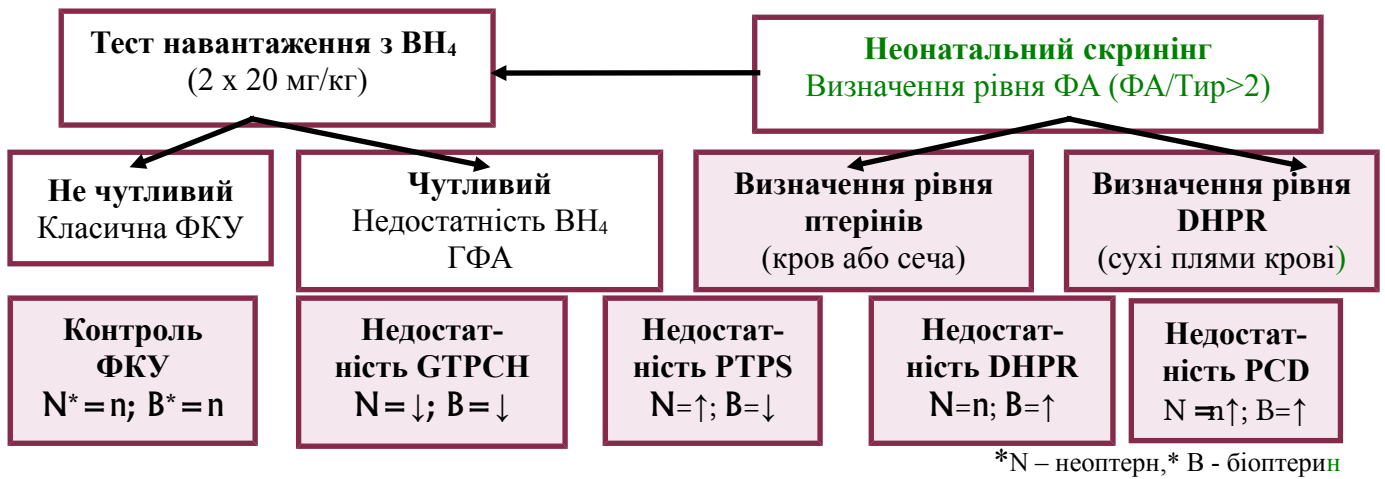 Тест навантаження з BH₄
(2 x 20 мг/кг)
Неонатальний скринінг
Визначення рівня ФА (ФА/Тир>2)
Не чутливий
Класична ФКУ
Чутливий
Недостатність BH₄
ГФА
Визначення рівня
птерінів
(кров або сеча)
Визначення рівня
DHPR
(сухі плями крові)
Контроль
ФКУ
N*=n; B*=n
Недостат-
ність GTPCH
N=↓; B=↓
Недостат-
ність PTPS
N=↑; B=↓
Недостат-
ність DHPR
N=n; B=↑
Недостат-
ність PCD
N =n↑; B=↑
*N – неоптерн,* B - біоптерин